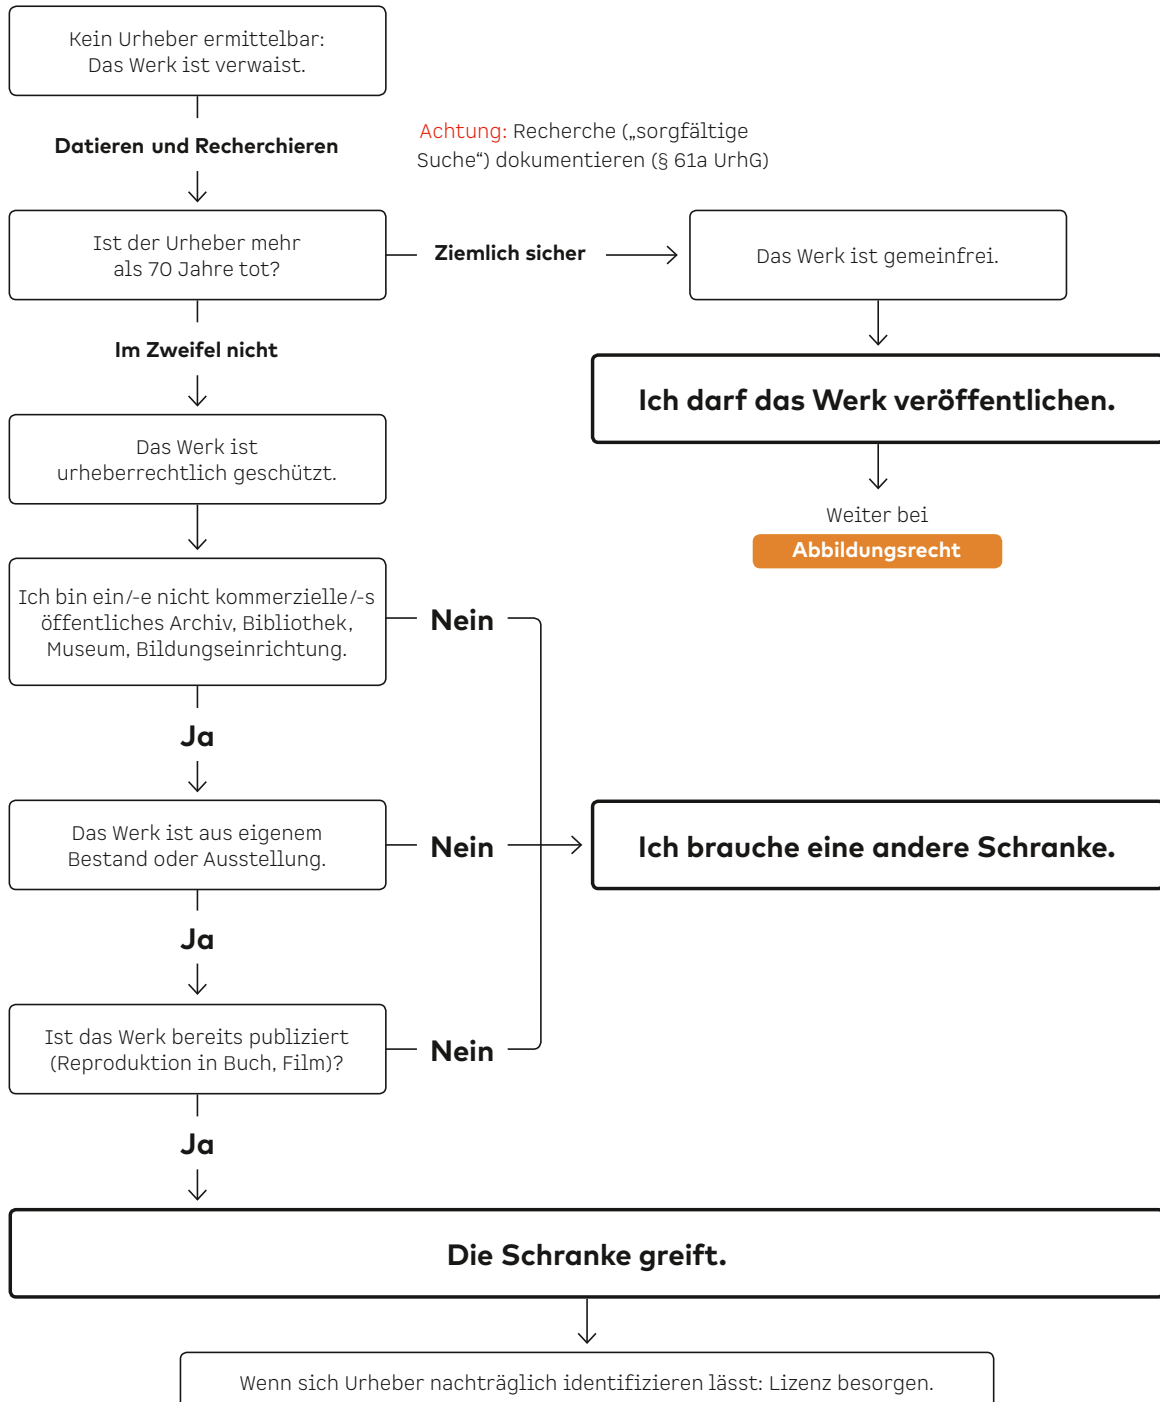 Kein Urheber ermittelbar:
Das Werk ist verwaist.
Datieren und Recherchieren
Achtung: Recherche („sorgfältige
Suche“) dokumentieren (§ 61a UrhG)
Ist der Urheber mehr
als 70 Jahre tot?
Ziemlich sicher
Das Werk ist gemeinfrei.
Im Zweifel nicht
Ich darf das Werk veröffentlichen.
Das Werk ist
urheberrechtlich geschützt.
Weiter bei
Abbildungsrecht
Ich bin ein/-e nicht kommerzielle/-s
öffentliches Archiv, Bibliothek,
Museum, Bildungseinrichtung.
Nein
Ja
Das Werk ist aus eigenem
Bestand oder Ausstellung.
Nein
Ich brauche eine andere Schranke.
Ja
Ist das Werk bereits publiziert
(Reproduktion in Buch, Film)?
Nein
Ja
Die Schranke greift.
Wenn sich Urheber nachträglich identifizieren lässt: Lizenz besorgen.